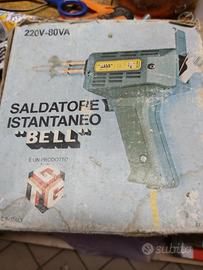 220V-80VA
SALDATORE
ISTANTANEO
"BELL"
È UN PRODOTTO
subito